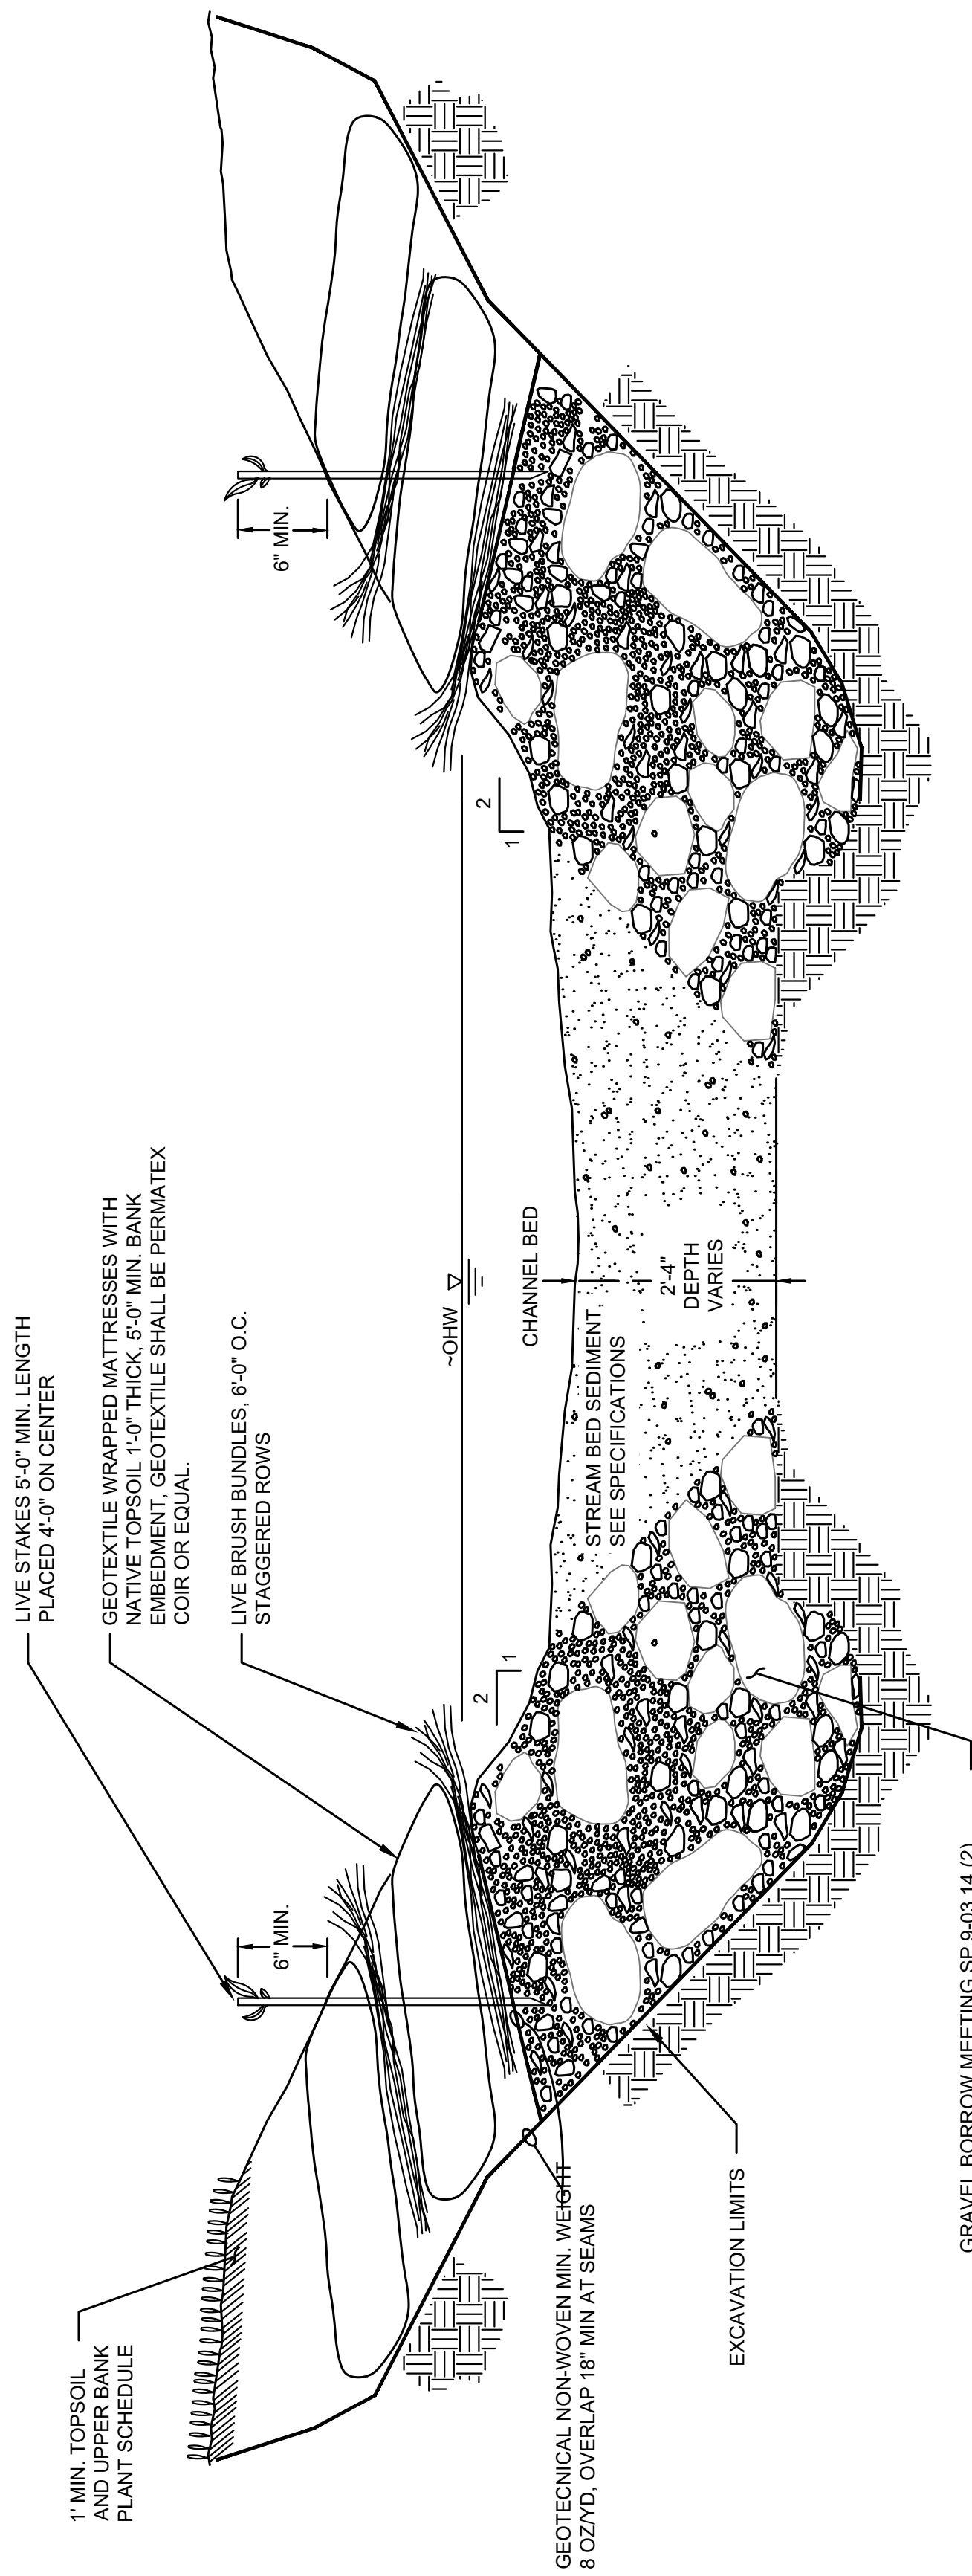 LIVE STAKES 5'-0" MIN. LENGTH
PLACED 4'-0" ON CENTER
GEOTEXTILE WRAPPED MATTRESSES WITH
NATIVE TOPSOIL 1'-0" THICK, 5'-0" MIN. BANK
EMBEDMENT, GEOTEXTILE SHALL BE PERMATEX
COIR OR EQUAL.
LIVE BRUSH BUNDLES, 6'-0" O.C.
STAGGERED ROWS
1' MIN. TOPSOIL
AND UPPER BANK
PLANT SCHEDULE
6" MIN.
6" MIN.
~OHW
2
1
2
1
CHANNEL BED
STREAM BED SEDIMENT,
SEE SPECIFICATIONS
2'-4"
DEPTH
VARIES
GEOTECNICAL NON-WOVEN MIN. WEIGHT
8 OZ/YD, OVERLAP 18" MIN AT SEAMS
EXCAVATION LIMITS
GRAVEL BORROW MEETING SP 9-03.14 (2)